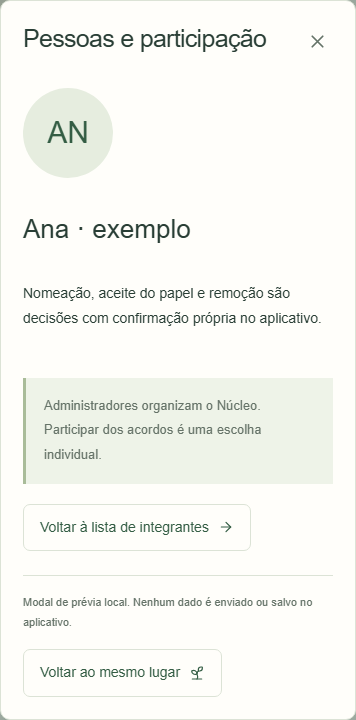 Pessoas e participação
AN
Ana · exemplo
Nomeação, aceite do papel e remoção são
decisões com confirmação própria no aplicativo.
Administradores organizam o Núcleo.
Participar dos acordos é uma escolha
individual.
Voltar à lista de integrantes →
Modal de prévia local. Nenhum dado é enviado ou salvo no
aplicativo.
Voltar ao mesmo lugar